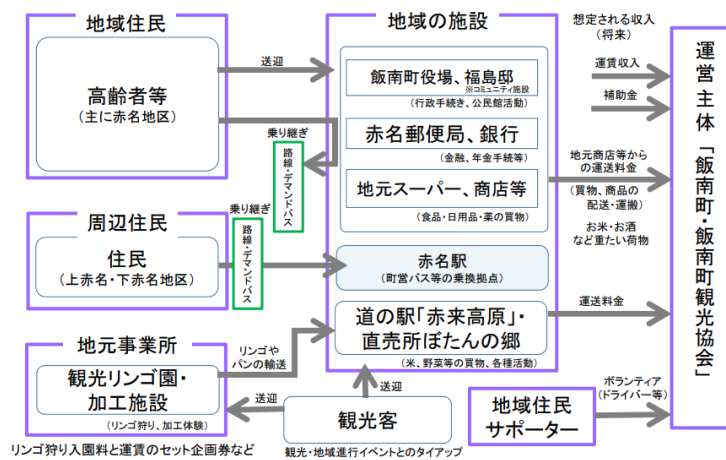 地域住民
高齢者等
(主に赤名地区)
送迎
乗り継ぎ
路線・デマンドバス
周辺住民
住民
(上赤名・下赤名地区)
乗り継ぎ
路線・デマンドバス
地元事業所
観光リンゴ園・
加工施設
(リンゴ狩り、加工体験)
リンゴ狩り入園料と運賃のセット企画券など
リンゴや
パンの輸送
送迎
観光客
観光・地域進行イベントとのタイアップ
送迎
地域の施設
飯南町役場、福島邸
※コミュニティ施設
(行政手続き、公民館活動)
赤名郵便局、銀行
(金融、年金手続等)
地元スーパー、商店等
(食品・日用品・薬の買物)
赤名駅
(町営バス等の乗換拠点)
道の駅「赤来高原」・
直売所ぼたんの郷
(米、野菜等の買物、各種活動)
想定される収入
(将来)
運賃収入
補助金
地元商店等から
の運送料金
(買物、商品の
配送・運搬)
お米・お酒
など重たい荷物
運送料金
地域住民
サポーター
ボランティア
(ドライバー等)
運営主体「飯南町・飯南町観光協会」